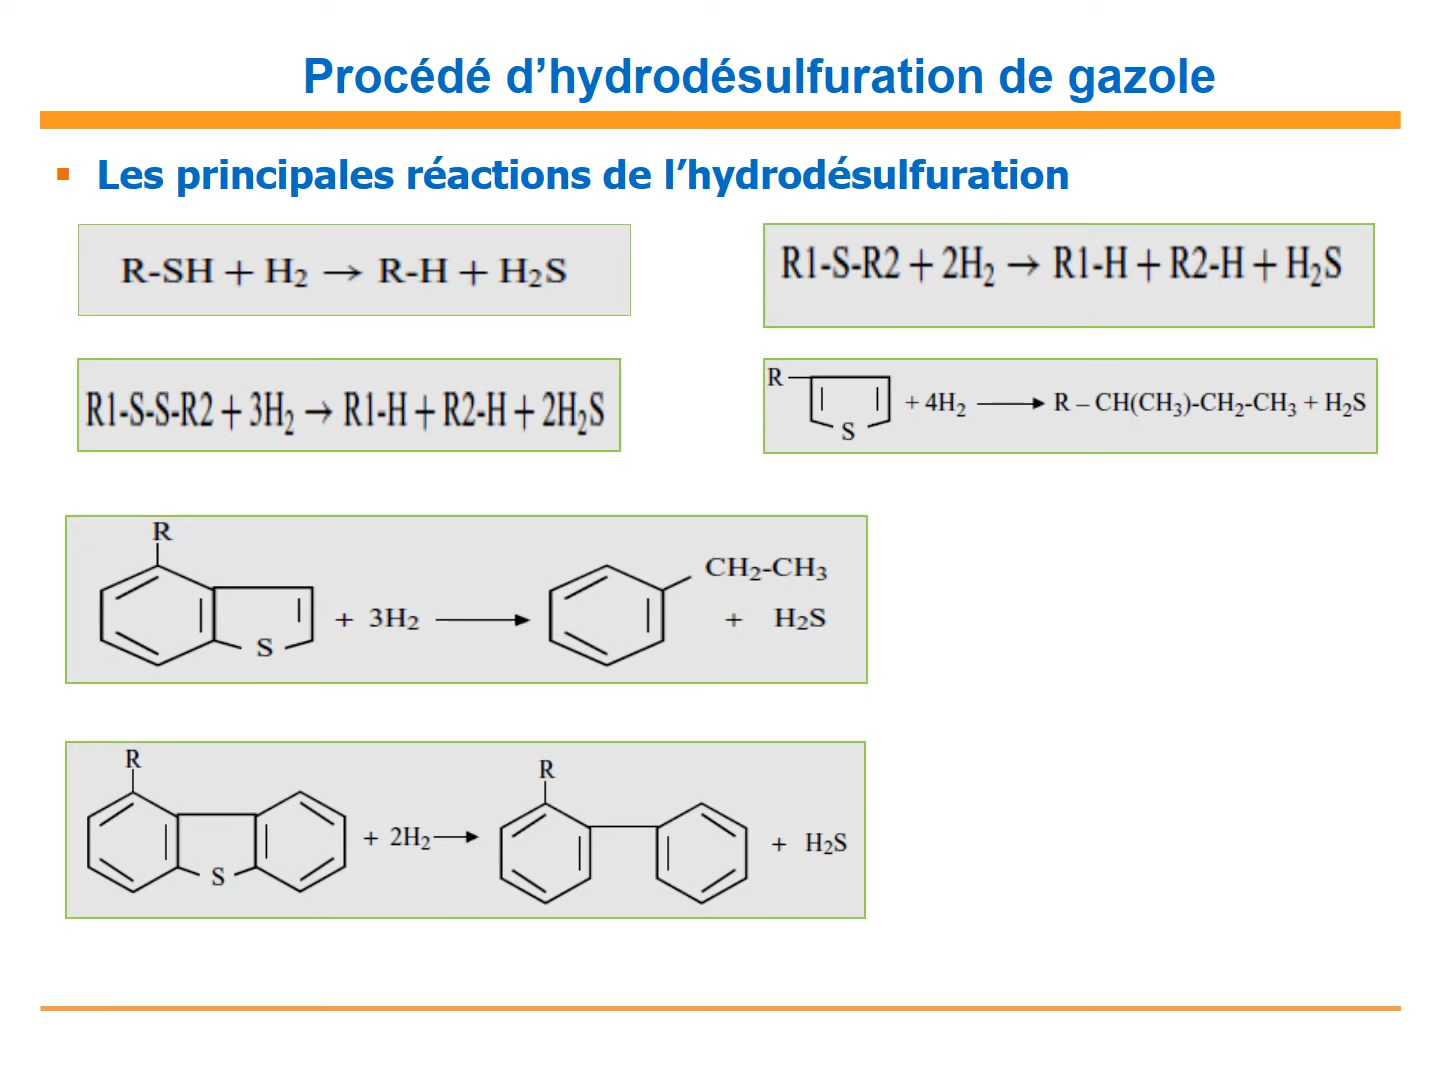 Procédé d’hydrodésulfuration de gazole
▪ Les principales réactions de l’hydrodésulfuration
R-SH + H₂ → R-H + H₂S
R1-S-R2 + 2H₂ → R1-H + R2-H + H₂S
R1-S-S-R2 + 3H₂ → R1-H + R2-H + 2H₂S
R
S
+ 4H₂ → R – CH(CH₃)-CH₂-CH₃ + H₂S
R
S
+ 3H₂ →
CH₂-CH₃
+ H₂S
R
S
+ 2H₂ →
R
+ H₂S